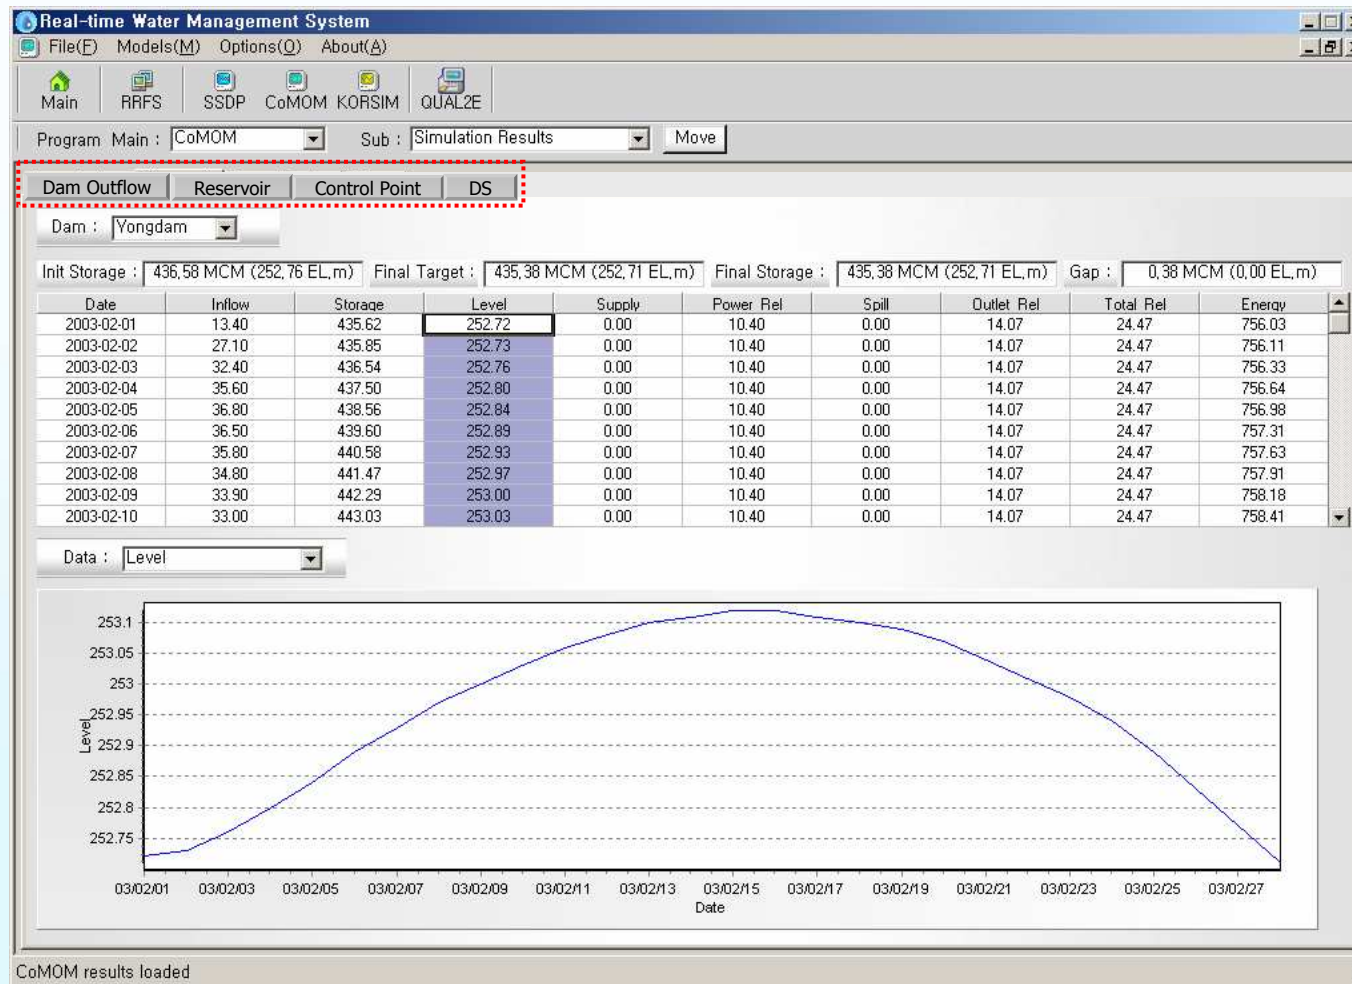 Real-time Water Management System
File(F) Models(M) Options(O) About(A)
Main RRFS SSDP CoMOM KORSIM QUAL2E
Program Main : CoMOM Sub : Simulation Results Move
Dam Outflow Reservoir Control Point DS
Dam : Yongdam
Init Storage : 436,58 MCM (252,76 EL,m) Final Target : 435,38 MCM (252,71 EL,m) Final Storage : 435,38 MCM (252,71 EL,m) Gap : 0,38 MCM (0,00 EL,m)
Date Inflow Storage Level Supply Power Rel Spill Outlet Rel Total Rel Energy
2003-02-01 13.40 435.62 252.72 0.00 10.40 0.00 14.07 24.47 756.03
2003-02-02 27.10 435.85 252.73 0.00 10.40 0.00 14.07 24.47 756.11
2003-02-03 32.40 436.54 252.76 0.00 10.40 0.00 14.07 24.47 756.33
2003-02-04 35.60 437.50 252.80 0.00 10.40 0.00 14.07 24.47 756.64
2003-02-05 36.80 438.56 252.84 0.00 10.40 0.00 14.07 24.47 756.98
2003-02-06 36.50 439.60 252.89 0.00 10.40 0.00 14.07 24.47 757.31
2003-02-07 35.80 440.58 252.93 0.00 10.40 0.00 14.07 24.47 757.63
2003-02-08 34.80 441.47 252.97 0.00 10.40 0.00 14.07 24.47 757.91
2003-02-09 33.90 442.29 253.00 0.00 10.40 0.00 14.07 24.47 758.18
2003-02-10 33.00 443.03 253.03 0.00 10.40 0.00 14.07 24.47 758.41
Data : Level
253.1
253.05
253
252.95
252.9
252.85
252.8
252.75
Level
03/02/01 03/02/03 03/02/05 03/02/07 03/02/09 03/02/11 03/02/13 03/02/15 03/02/17 03/02/19 03/02/21 03/02/23 03/02/25 03/02/27
Date
CoMOM results loaded